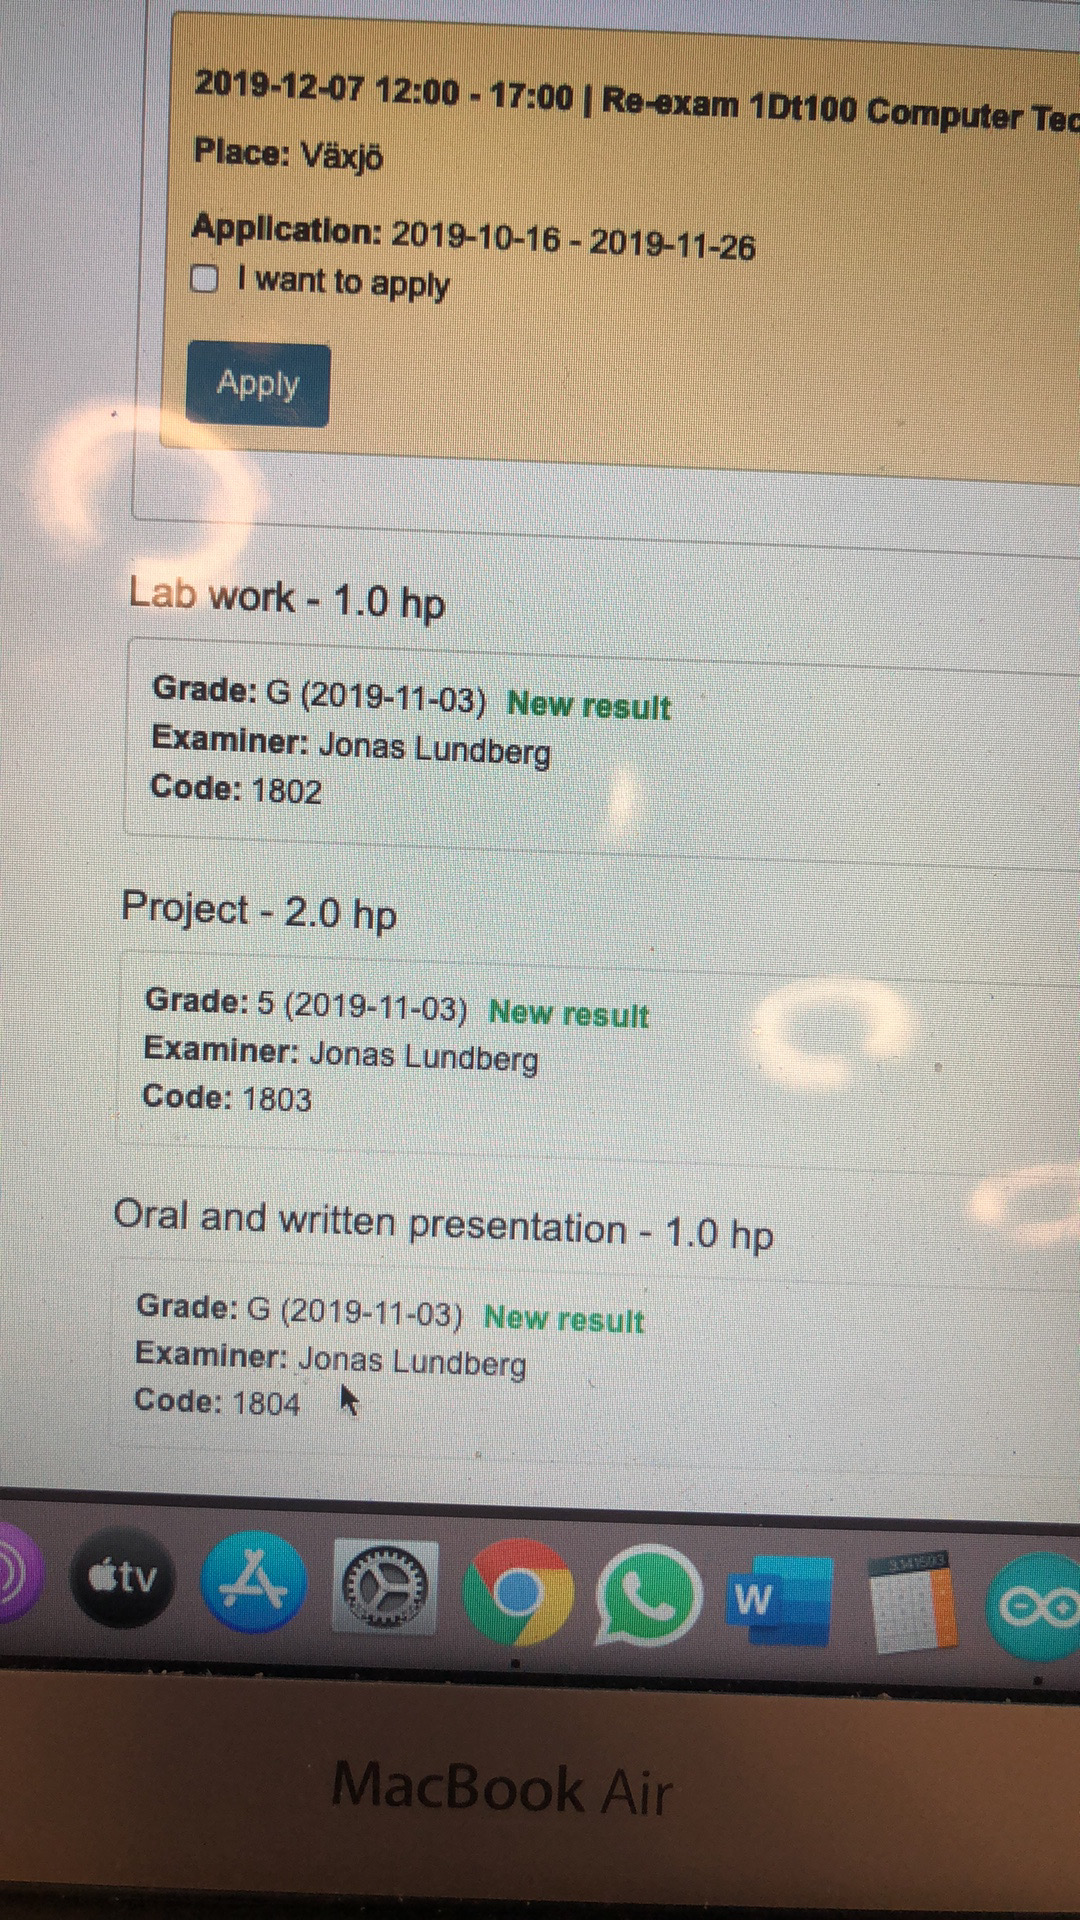 2019-12-07 12:00 - 17:00 | Re-exam 1Dt100 Computer
Place: Växjö
Application: 2019-10-16 - 2019-11-26
I want to apply
Apply
Lab work - 1.0 hp
Grade: G (2019-11-03) New result
Examiner: Jonas Lundberg
Code: 1802
Project - 2.0 hp
Grade: 5 (2019-11-03) New result
Examiner: Jonas Lundberg
Code: 1803
Oral and written presentation - 1.0 hp
Grade: G (2019-11-03) New result
Examiner: Jonas Lundberg
Code: 1804
tv
W
MacBook Air